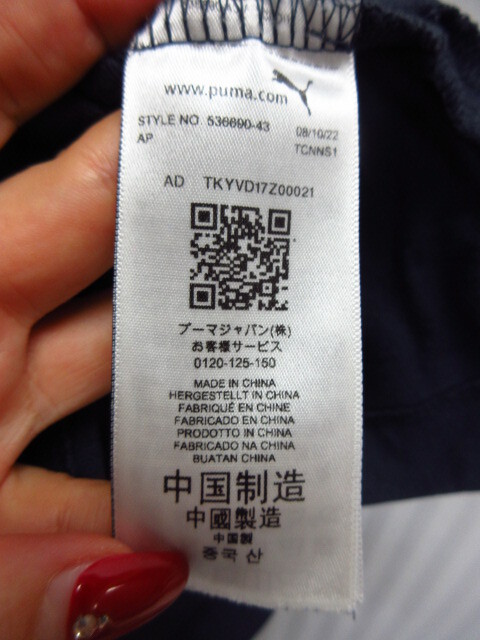 www.puma.com
STYLE NO. 536690-43
AP
08/10/22
TCNNS1
AD TKYVD17Z00021
プーマジャパン(株)
お客様サービス
0120-125-150
MADE IN CHINA
HERGESTELLT IN CHINA
FABRIQUÉ EN CHINE
FABRICADO EN CHINA
PRODOTTO IN CHINA
FABRICADO NA CHINA
BUATAN CHINA
中国制造
中國製造
中国製
중국 산